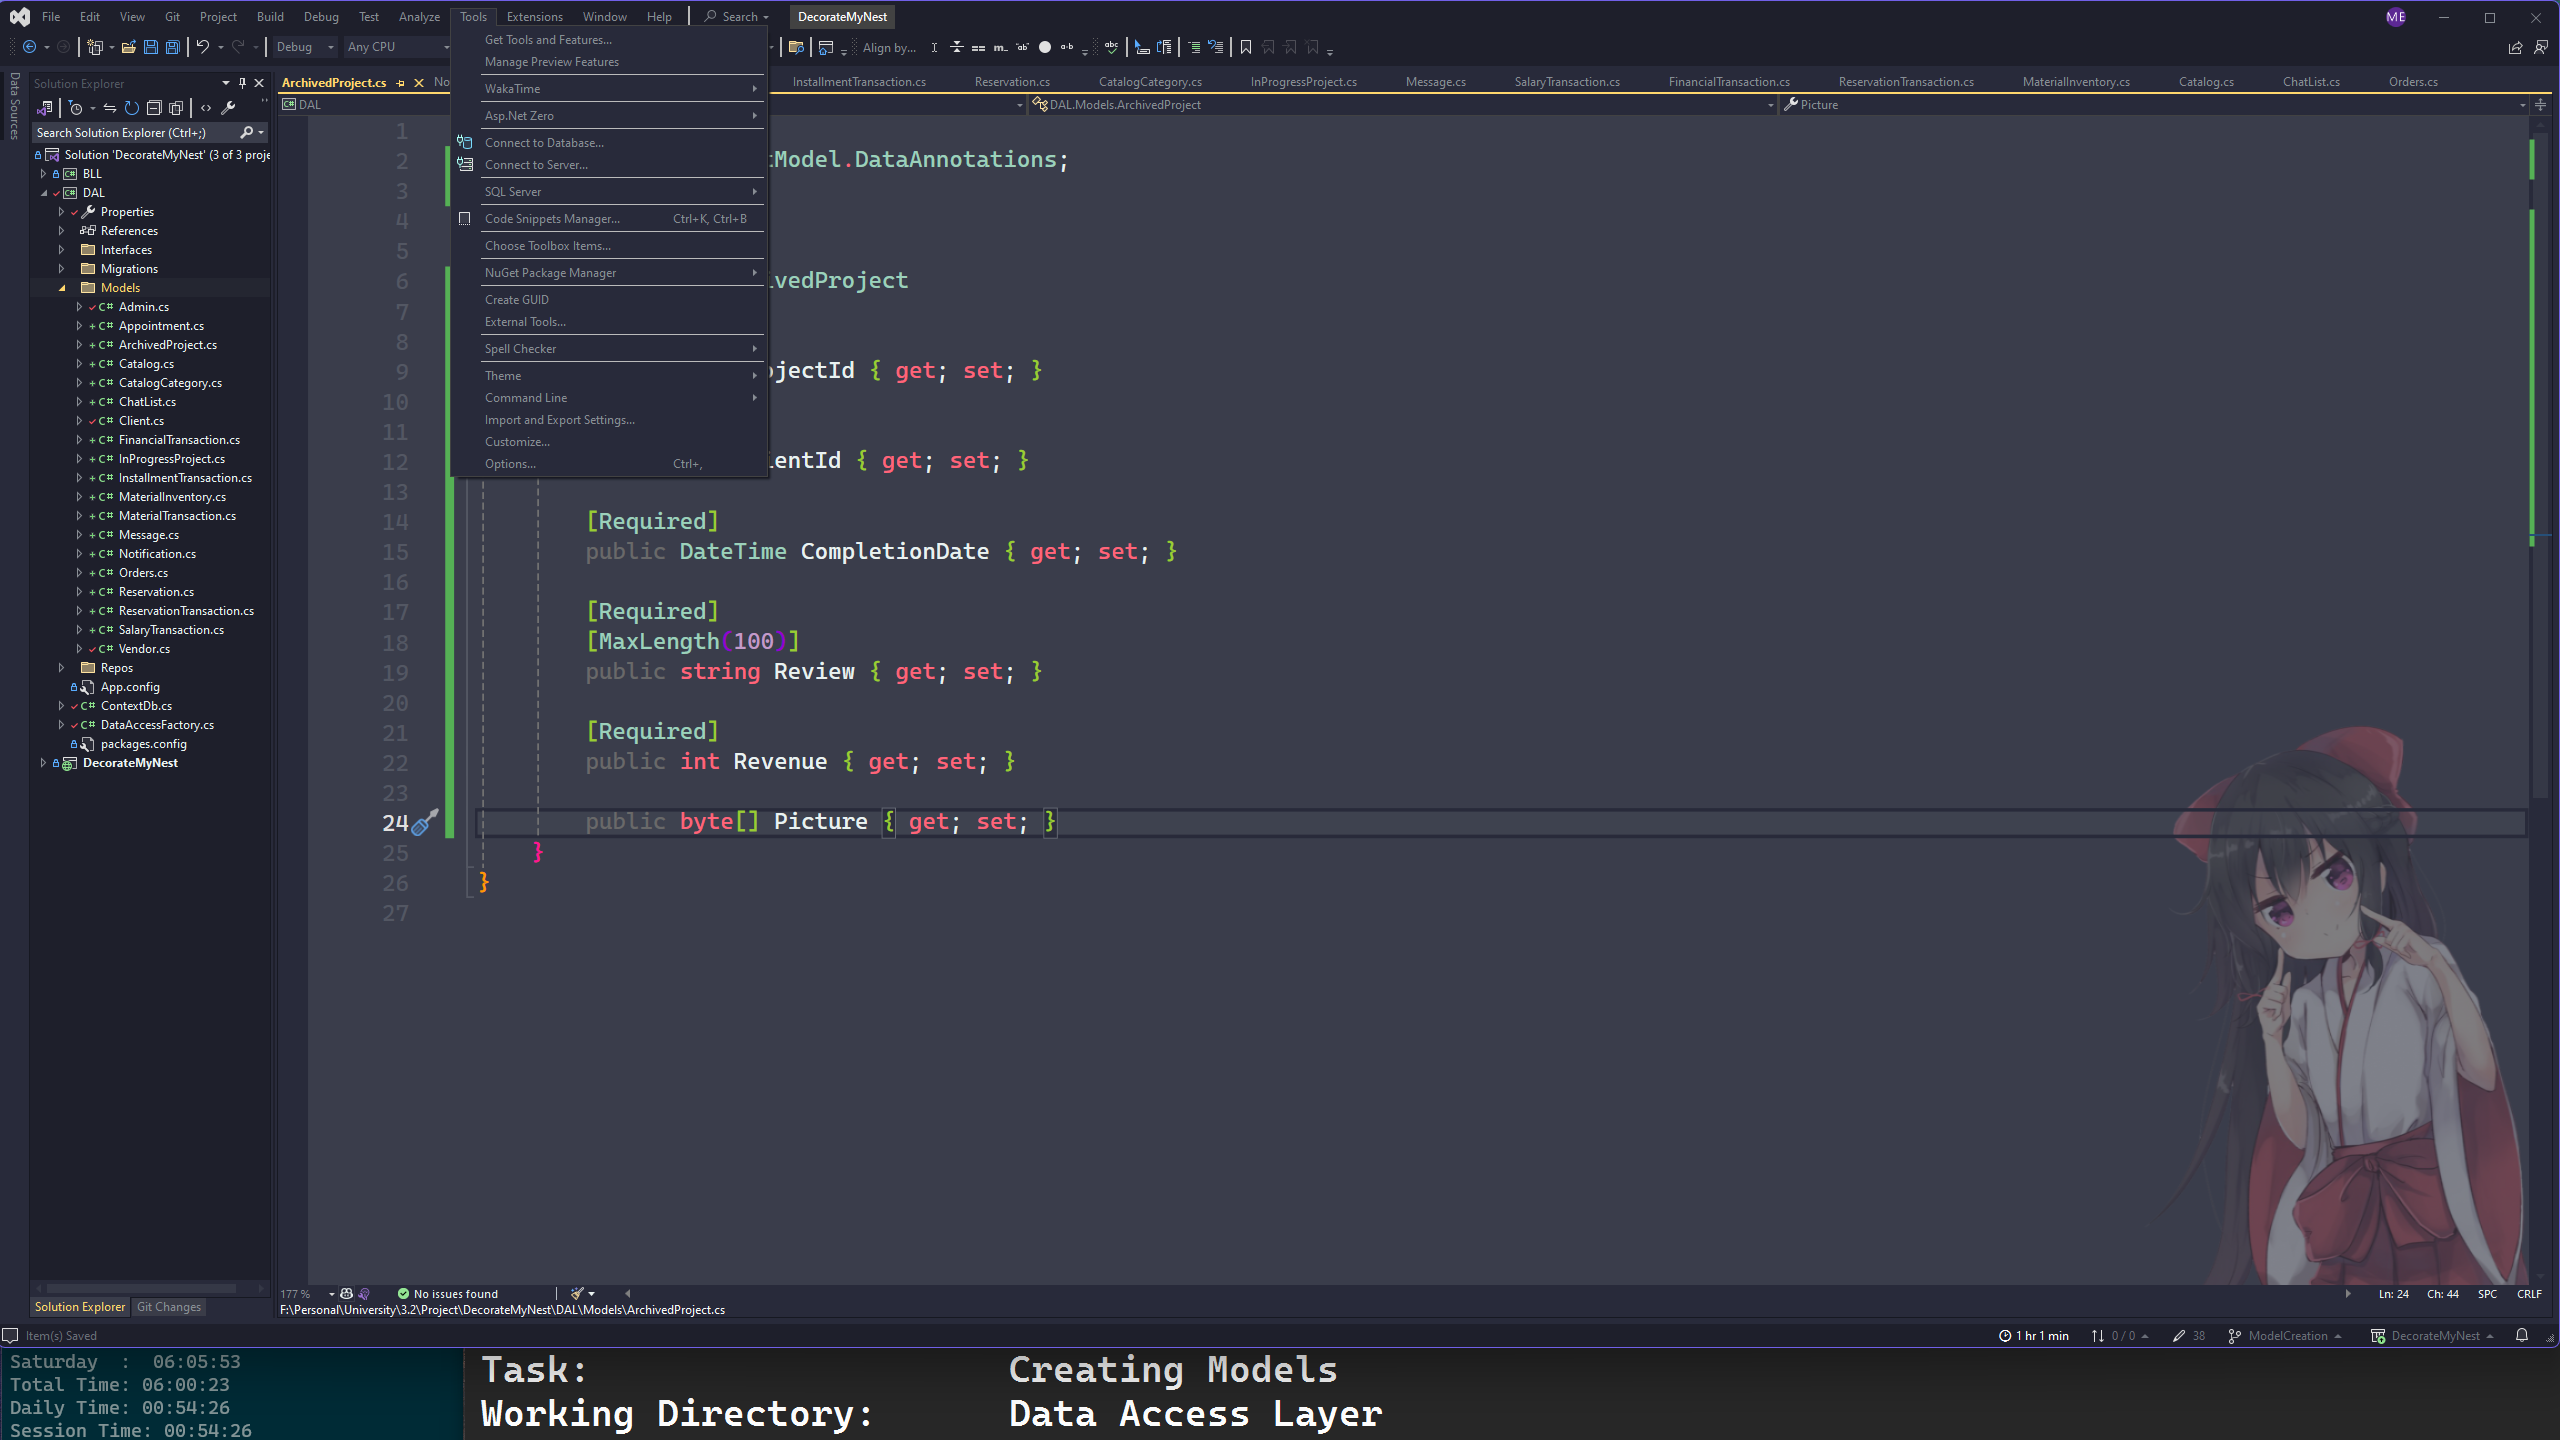 File Edit View Git Project Build Debug Test Analyze Tools Extensions Window Help Search DecorateMyNest ME
Debug Any CPU Align by...
Data Sources
Solution Explorer
Search Solution Explorer (Ctrl+;)
Solution 'DecorateMyNest' (3 of 3 proje
BLL
DAL
Properties
References
Interfaces
Migrations
Models
C# Admin.cs
C# Appointment.cs
C# ArchivedProject.cs
C# Catalog.cs
C# CatalogCategory.cs
C# ChatList.cs
C# Client.cs
C# FinancialTransaction.cs
C# InProgressProject.cs
C# InstallmentTransaction.cs
C# MaterialInventory.cs
C# MaterialTransaction.cs
C# Message.cs
C# Notification.cs
C# Orders.cs
C# Reservation.cs
C# ReservationTransaction.cs
C# SalaryTransaction.cs
C# Vendor.cs
Repos
App.config
C# ContextDb.cs
C# DataAccessFactory.cs
packages.config
DecorateMyNest
Solution Explorer Git Changes
Get Tools and Features...
Manage Preview Features
WakaTime
Asp.Net Zero
Connect to Database...
Connect to Server...
SQL Server
Code Snippets Manager... Ctrl+K, Ctrl+B
Choose Toolbox Items...
NuGet Package Manager
Create GUID
External Tools...
Spell Checker
Theme
Command Line
Import and Export Settings...
Customize...
Options... Ctrl+,
ArchivedProject.cs No InstallmentTransaction.cs Reservation.cs CatalogCategory.cs InProgressProject.cs Message.cs SalaryTransaction.cs FinancialTransaction.cs ReservationTransaction.cs MaterialInventory.cs Catalog.cs ChatList.cs Orders.cs
DAL DAL.Models.ArchivedProject Picture
1
2 tModel.DataAnnotations;
3
4
5
6 ivedProject
7
8
9 ojectId { get; set; }
10
11
12 ientId { get; set; }
13
14 [Required]
15 public DateTime CompletionDate { get; set; }
16
17 [Required]
18 [MaxLength(100)]
19 public string Review { get; set; }
20
21 [Required]
22 public int Revenue { get; set; }
23
24 public byte[] Picture { get; set; }
25 }
26 }
27
177 % No issues found Ln: 24 Ch: 44 SPC CRLF
F:\Personal\University\3.2\Project\DecorateMyNest\DAL\Models\ArchivedProject.cs
Item(s) Saved 1 hr 1 min 0 / 0 38 ModelCreation DecorateMyNest
Saturday : 06:05:53
Total Time: 06:00:23
Daily Time: 00:54:26
Session Time: 00:54:26
Task: Creating Models
Working Directory: Data Access Layer